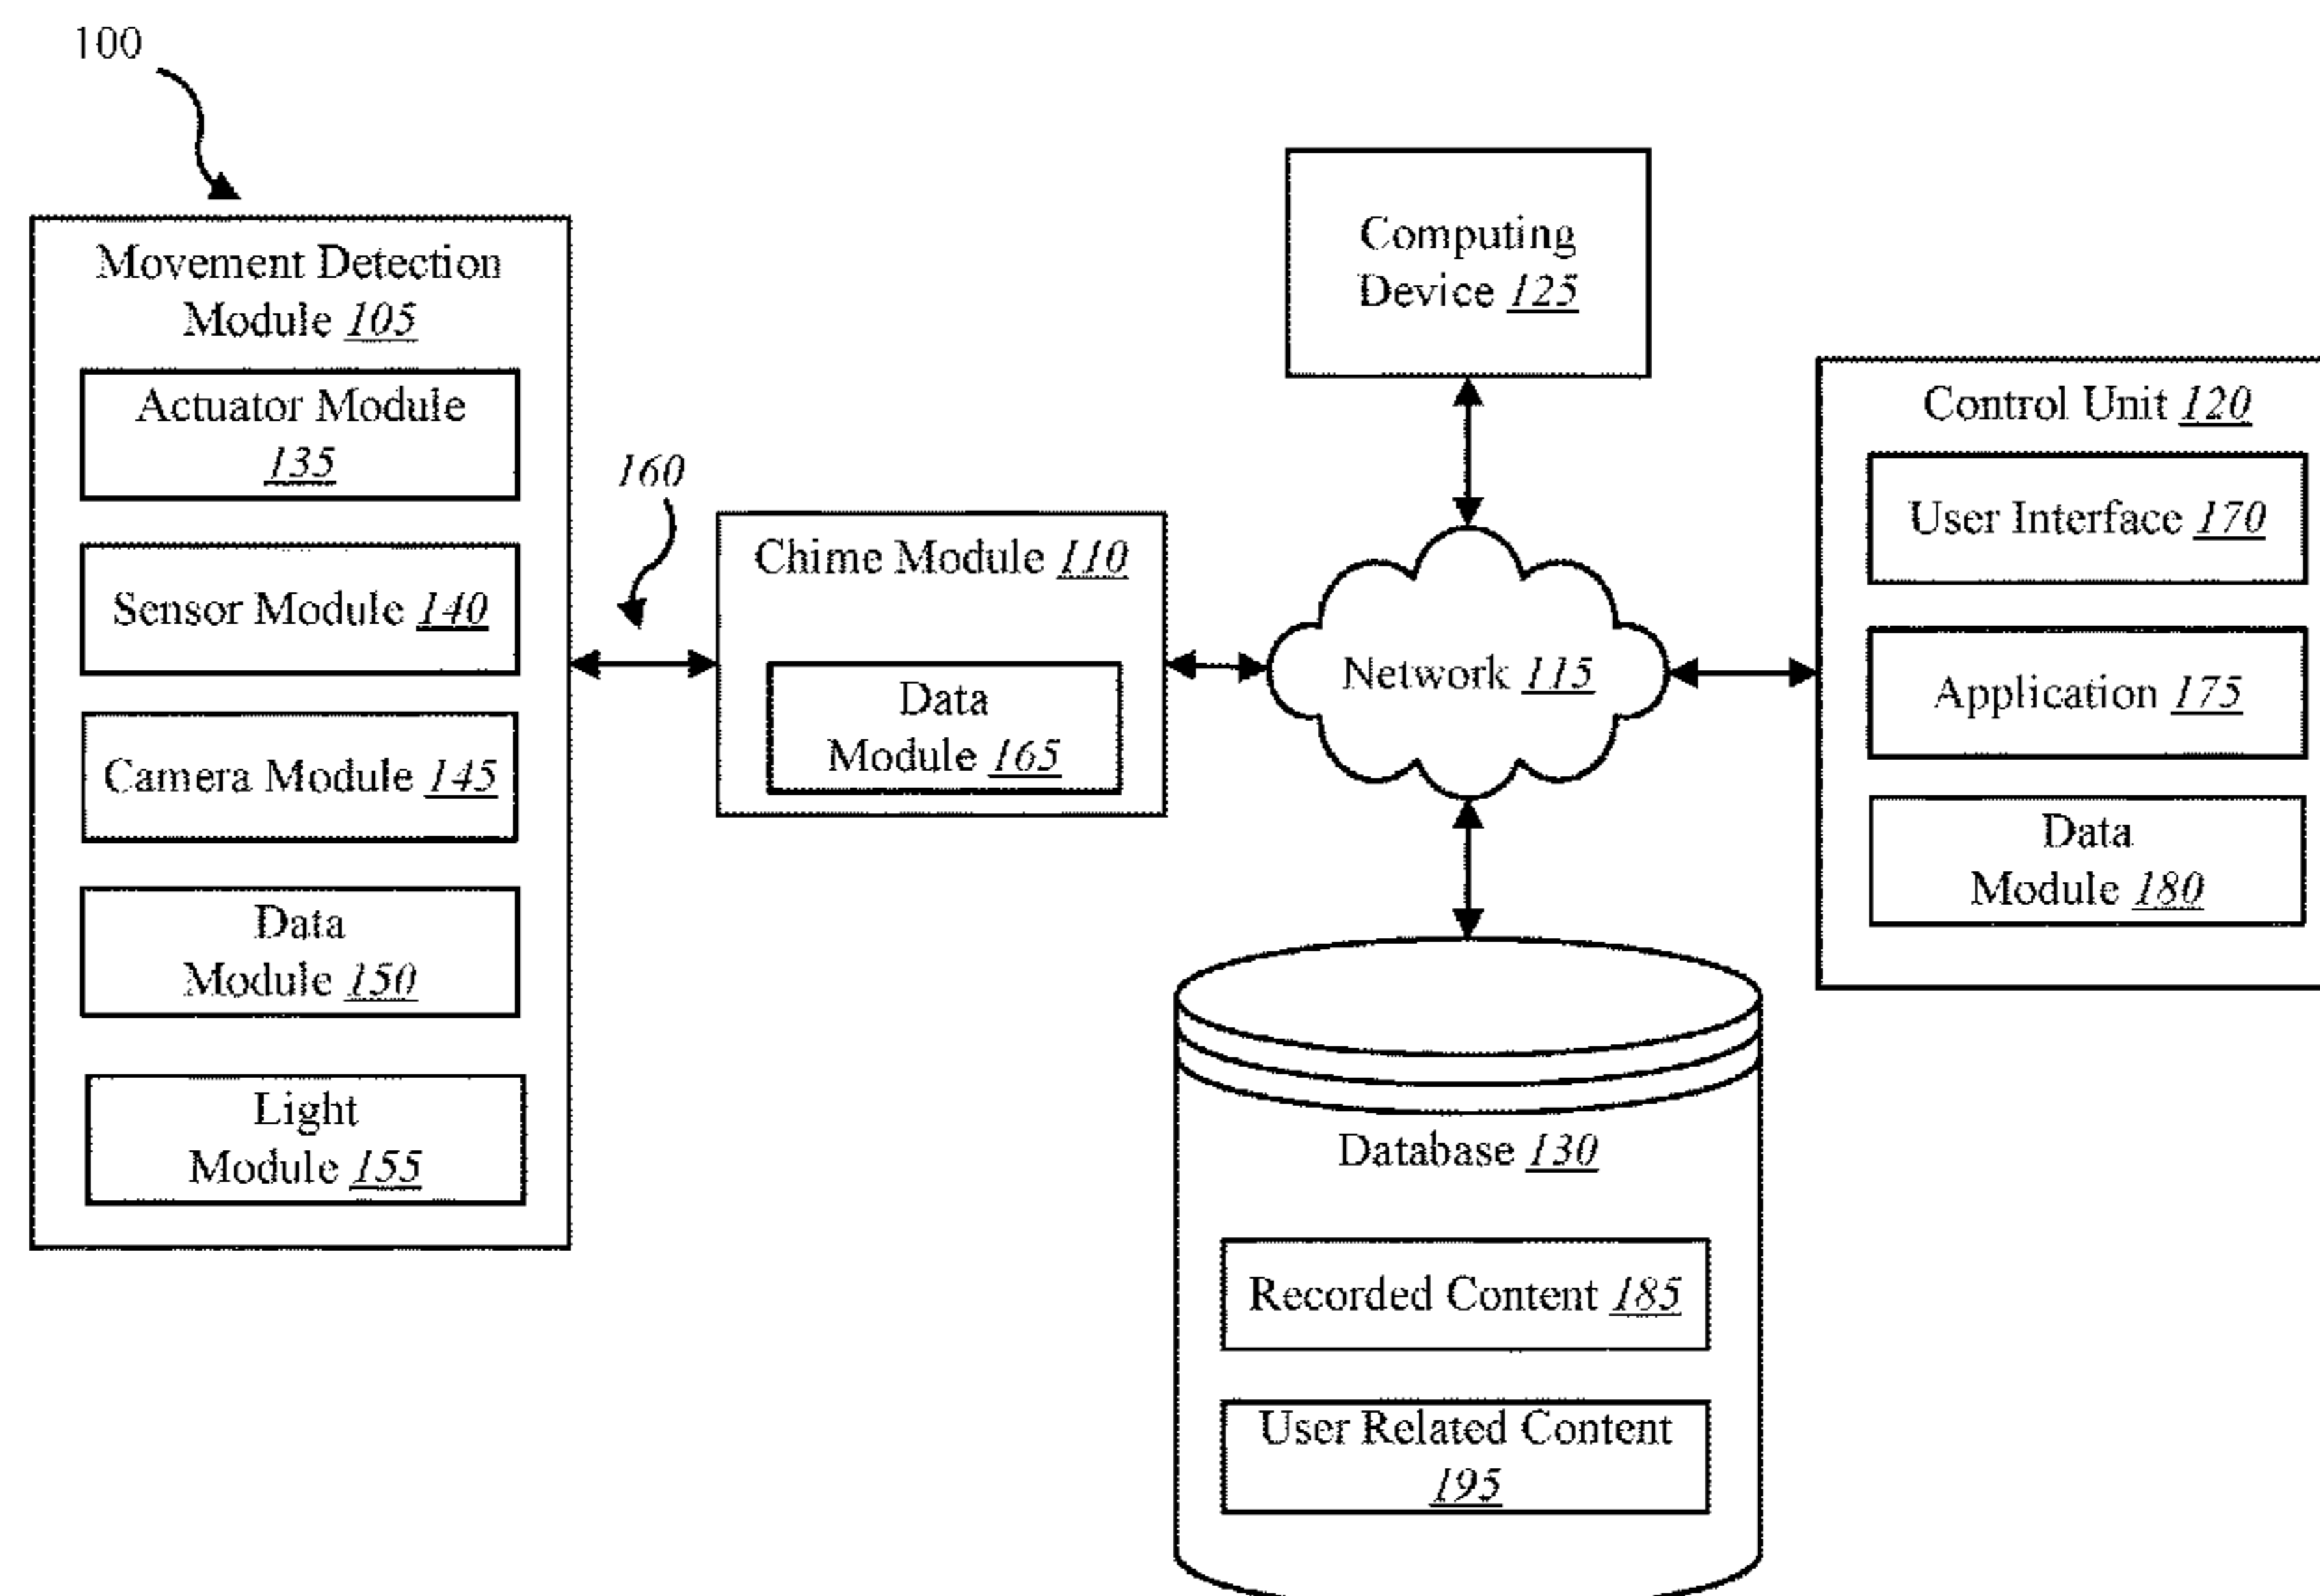 100
Movement Detection
Module 105
Actuator Module
135
Sensor Module 140
Camera Module 145
Data
Module 150
Light
Module 155
160
Chime Module 110
Data
Module 165
Computing
Device 125
Network 115
Control Unit 120
User Interface 170
Application 175
Data
Module 180
Database 130
Recorded Content 185
User Related Content
195